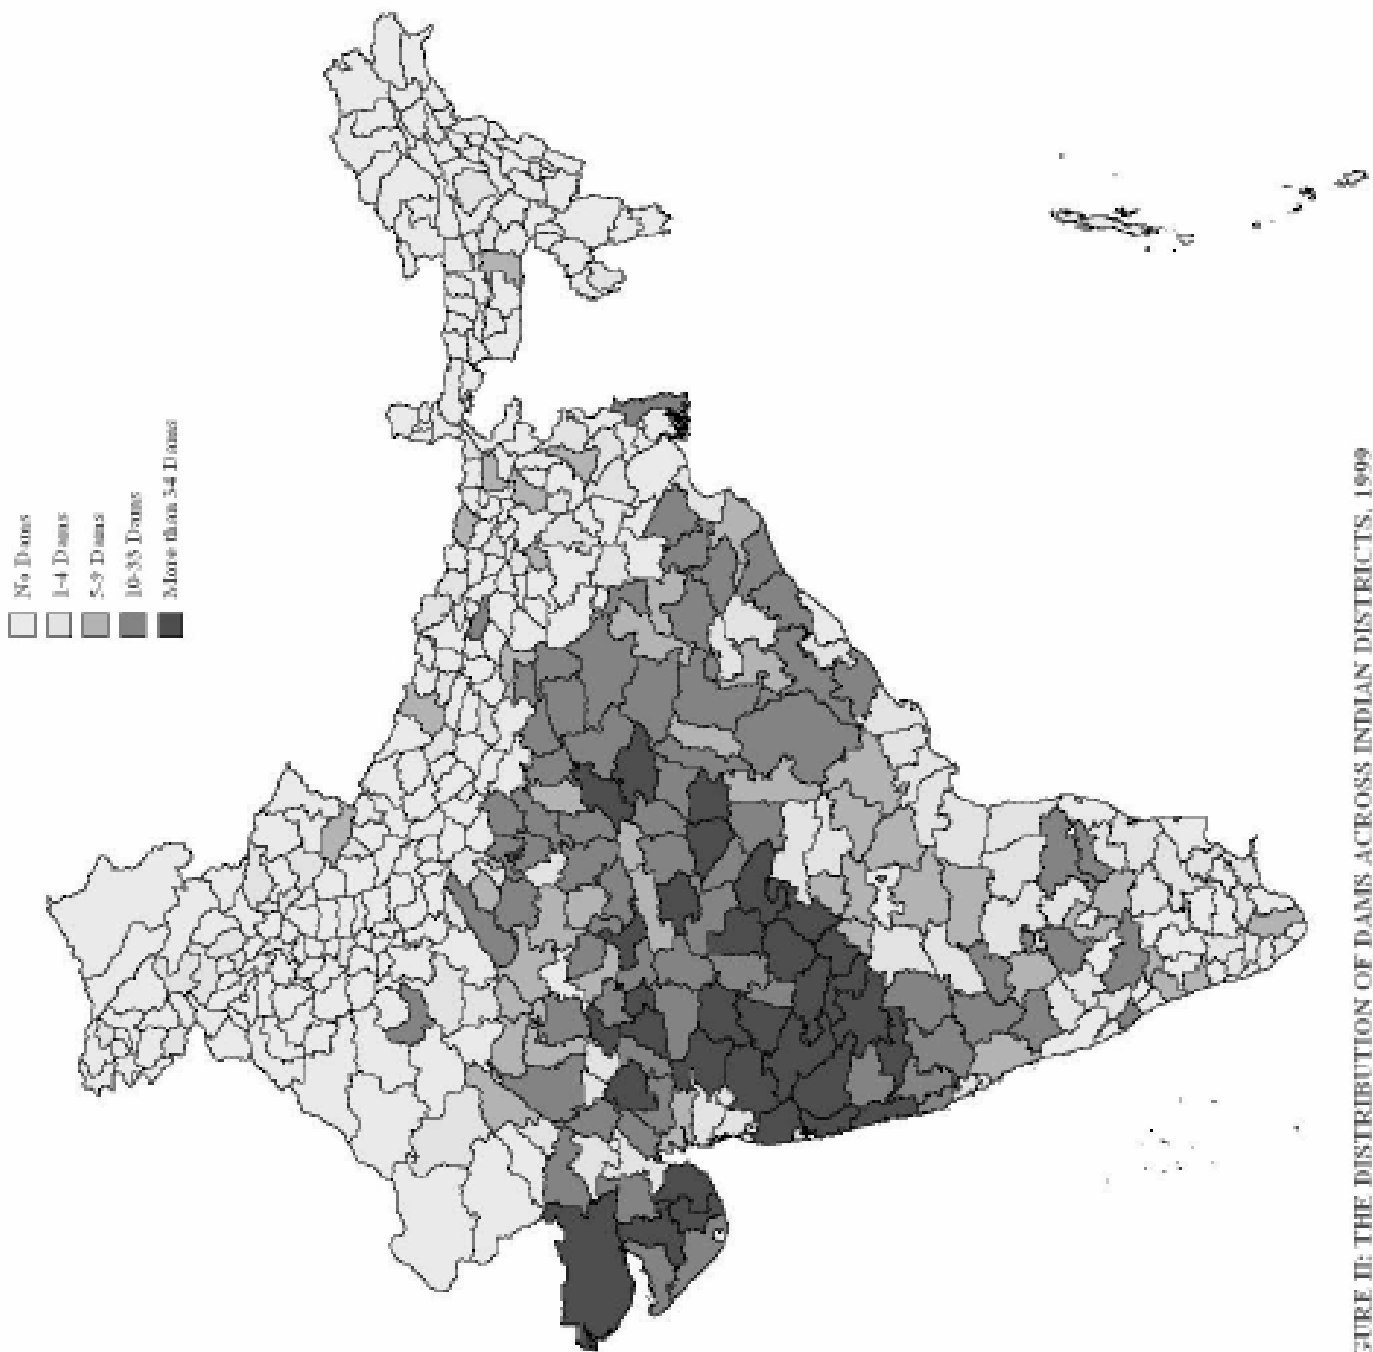 No Dams
1-4 Dams
5-9 Dams
10-33 Dams
More than 34 Dams
GURE II: THE DISTRIBUTION OF DAMS ACROSS INDIAN DISTRICTS, 1999